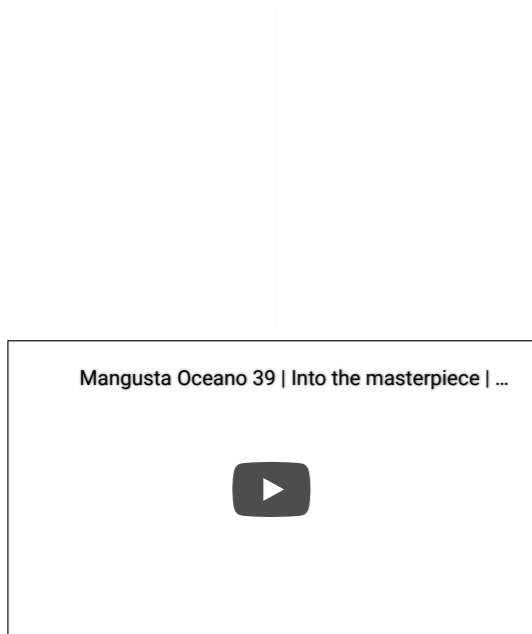 Mangusta Oceano 39 | Into the masterpiece | ...